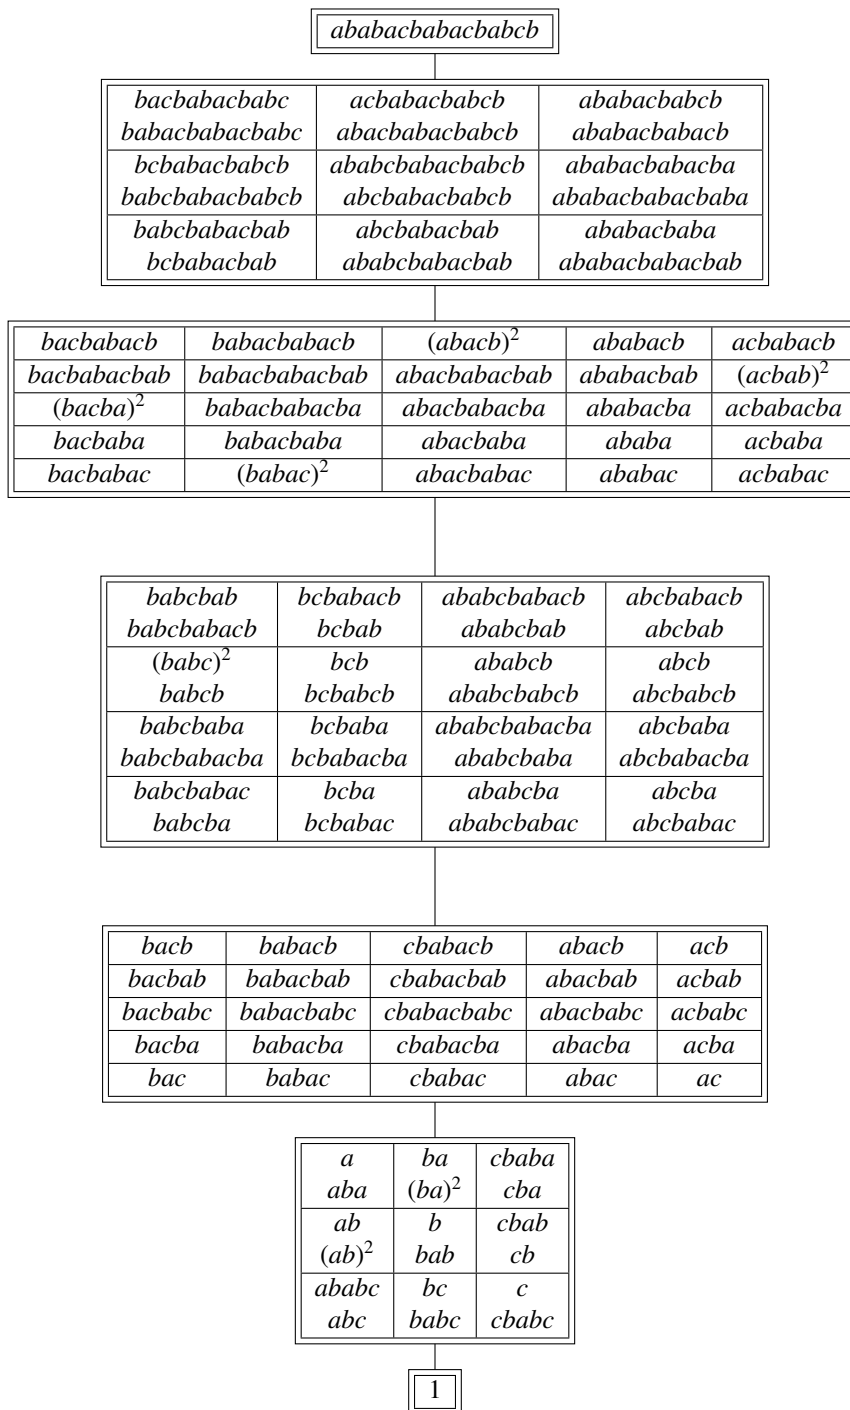 ababacbabacbabcb
bacbabacbabc acbabacbabcb ababacbabcb
babacbabacbabc abacbabacbabcb ababacbabacb
bcbabacbabcb ababcbabacbabcb ababacbabacba
babcbabacbabcb abcbabacbabcb ababacbabacbaba
babcbabacbab abcbabacbab ababacbaba
bcbabacbab ababcbabacbab ababacbabacbab
bacbabacb babacbabacb (abacb)² ababacb acbabacb
bacbabacbab babacbabacbab abacbabacbab ababacbab (acbab)²
(bacba)² babacbabacba abacbabacba ababacba acbabacba
bacbaba babacbaba abacbaba ababa acbaba
bacbabac (babac)² abacbabac ababac acbabac
babcbab bcbabacb ababcbabacb abcbabacb
babcbabacb bcbab ababcbab abcbab
(babc)² bcb ababcb abcb
babcb bcbabcb ababcbabcb abcbabcb
babcbaba bcbaba ababcbabacba abcbaba
babcbabacba bcbabacba ababcbaba abcbabacba
babcbabac bcba ababcba abcba
babcba bcbabac ababcbabac abcbabac
bacb babacb cbabacb abacb acb
bacbab babacbab cbabacbab abacbab acbab
bacbabc babacbabc cbabacbabc abacbabc acbabc
bacba babacba cbabacba abacba acba
bac babac cbabac abac ac
a ba cbaba
aba (ba)² cba
ab b cbab
(ab)² bab cb
ababc bc c
abc babc cbabc
1